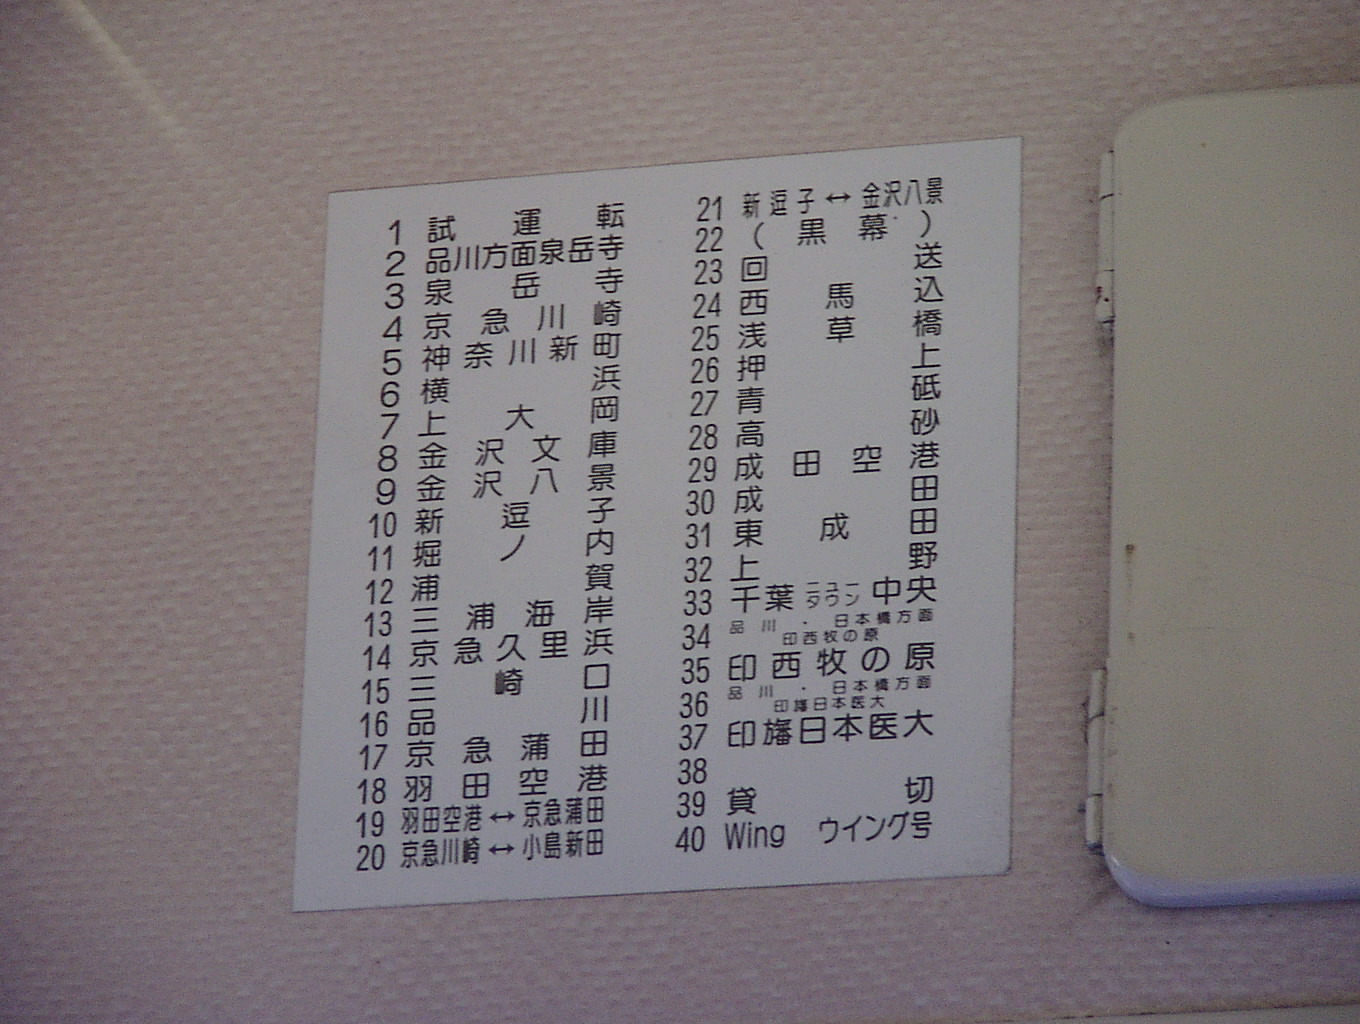 1 試運転
2 品川方面泉岳寺
3 泉岳寺
4 京急川崎
5 神奈川新町
6 横浜
7 上大岡
8 金沢文庫
9 金沢八景
10 新逗子
11 堀ノ内
12 浦賀
13 三浦海岸
14 京急久里浜
15 三崎口
16 品川
17 京急蒲田
18 羽田空港
19 羽田空港↔京急蒲田
20 京急川崎↔小島新田
21 新逗子↔金沢八景
22 (黒幕)
23 回送
24 西馬込
25 浅草橋
26 押上
27 青砥
28 高砂
29 成田空港
30 成田
31 東成田
32 上野
33 千葉ニュータウン中央
34 品川・日本橋方面
印西牧の原
35 印西牧の原
36 品川・日本橋方面
印旛日本医大
37 印旛日本医大
38
39 貸切
40 Wing ウイング号